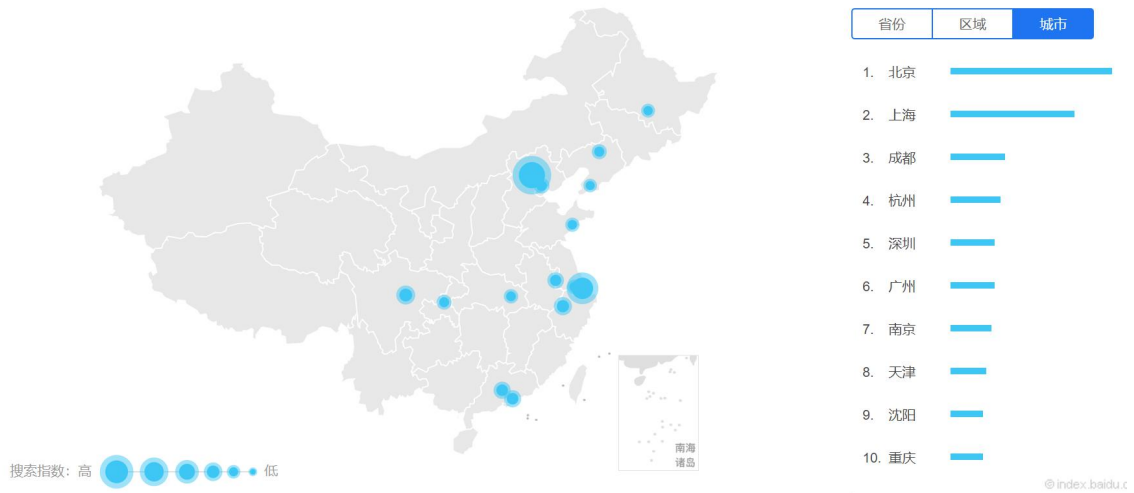 省份 区域 城市
1. 北京
2. 上海
3. 成都
4. 杭州
5. 深圳
6. 广州
7. 南京
8. 天津
9. 沈阳
10. 重庆
南海
诸岛
搜索指数：高 低
@index.baidu.c